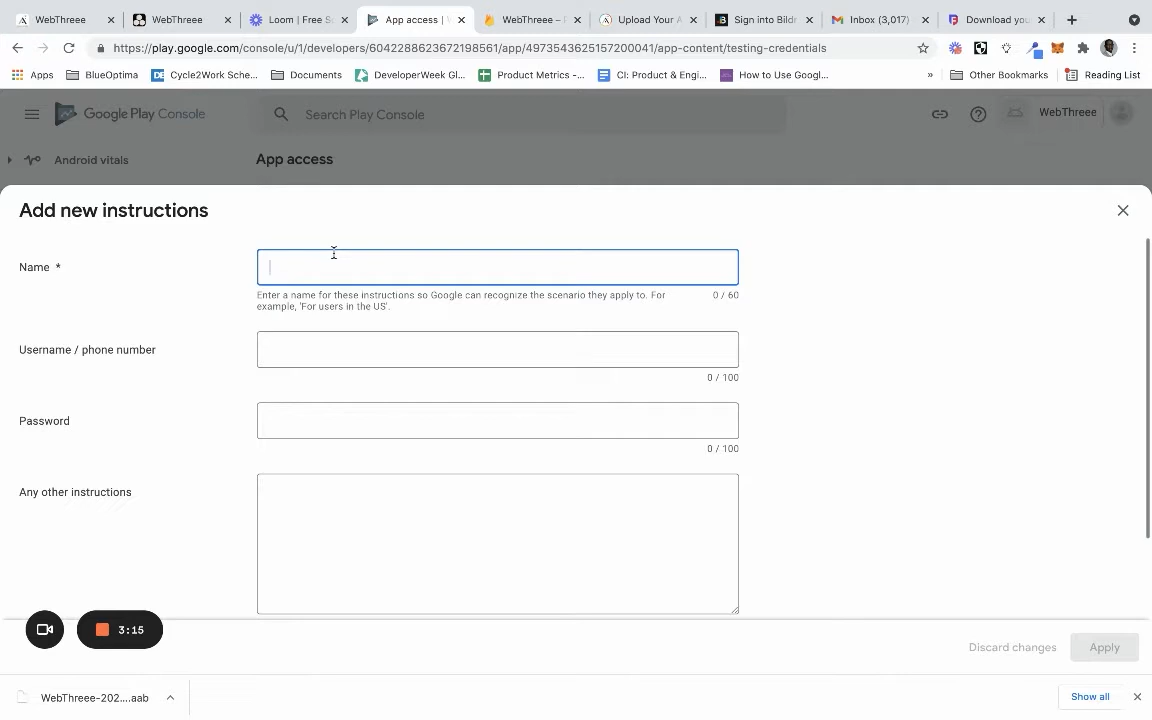 WebThreee
WebThreee
Loom | Free S
App access |
WebThreee –
Upload Your A
Sign into Bildr
Inbox (3,017)
Download you
https://play.google.com/console/u/1/developers/6042288623672198561/app/4973543625157200041/app-content/testing-credentials
Apps
BlueOptima
Cycle2Work Sche...
Documents
DeveloperWeek Gl...
Product Metrics -...
CI: Product & Engi...
How to Use Googl...
»
Other Bookmarks
Reading List
Google Play Console
Search Play Console
WebThreee
Android vitals
App access
Add new instructions
Name *
Enter a name for these instructions so Google can recognize the scenario they apply to. For
example, 'For users in the US'.
0 / 60
Username / phone number
0 / 100
Password
0 / 100
Any other instructions
3:15
Discard changes
Apply
WebThreee-202....aab
Show all